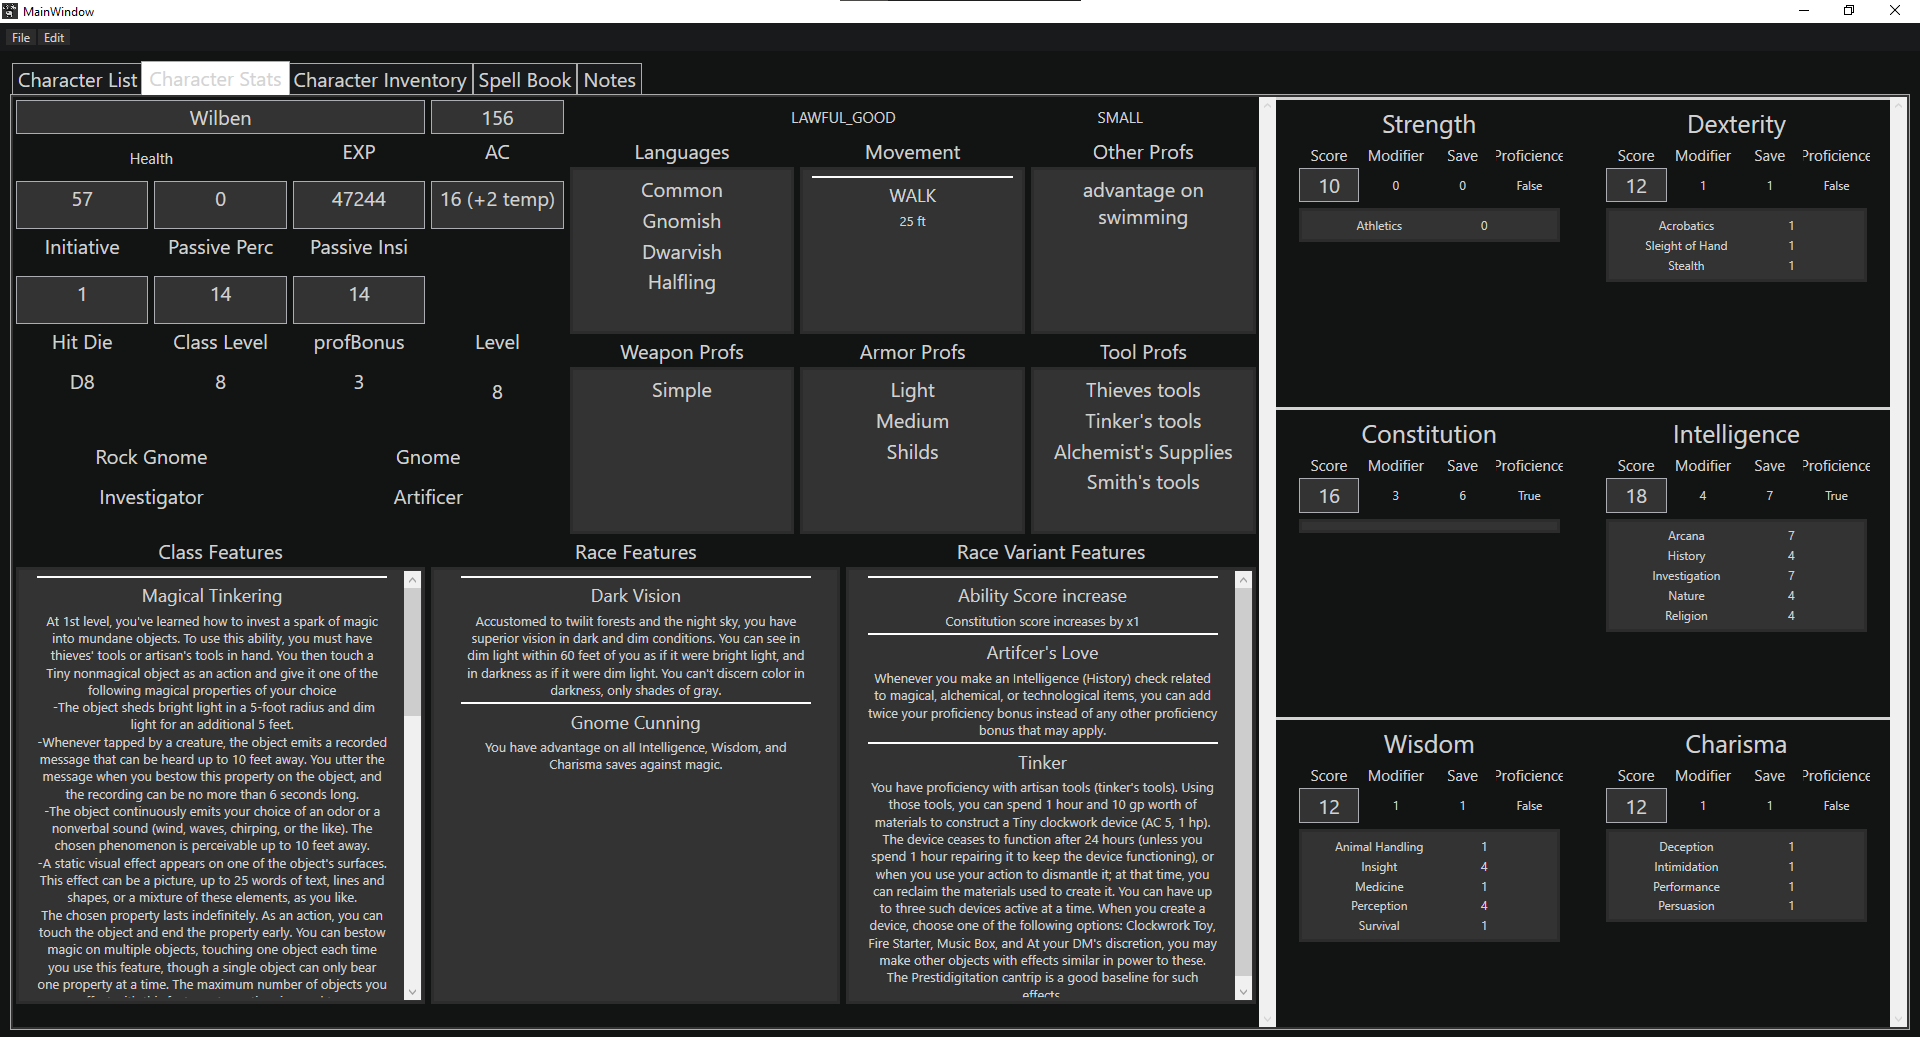 MainWindow
File Edit
Character List Character Stats Character Inventory Spell Book Notes
Wilben 156
Health EXP AC
57 0 47244 16 (+2 temp)
Initiative Passive Perc Passive Insi
1 14 14
Hit Die Class Level profBonus Level
D8 8 3 8
Rock Gnome Gnome
Investigator Artificer
LAWFUL_GOOD SMALL
Languages
Common
Gnomish
Dwarvish
Halfling
Movement
WALK
25 ft
Other Profs
advantage on
swimming
Weapon Profs
Simple
Armor Profs
Light
Medium
Shilds
Tool Profs
Thieves tools
Tinker's tools
Alchemist's Supplies
Smith's tools
Class Features
Magical Tinkering
At 1st level, you've learned how to invest a spark of magic
into mundane objects. To use this ability, you must have
thieves' tools or artisan's tools in hand. You then touch a
Tiny nonmagical object as an action and give it one of the
following magical properties of your choice
-The object sheds bright light in a 5-foot radius and dim
light for an additional 5 feet.
-Whenever tapped by a creature, the object emits a recorded
message that can be heard up to 10 feet away. You utter the
message when you bestow this property on the object, and
the recording can be no more than 6 seconds long.
-The object continuously emits your choice of an odor or a
nonverbal sound (wind, waves, chirping, or the like). The
chosen phenomenon is perceivable up to 10 feet away.
-A static visual effect appears on one of the object's surfaces.
This effect can be a picture, up to 25 words of text, lines and
shapes, or a mixture of these elements, as you like.
The chosen property lasts indefinitely. As an action, you can
touch the object and end the property early. You can bestow
magic on multiple objects, touching one object each time
you use this feature, though a single object can only bear
one property at a time. The maximum number of objects you
Race Features
Dark Vision
Accustomed to twilit forests and the night sky, you have
superior vision in dark and dim conditions. You can see in
dim light within 60 feet of you as if it were bright light, and
in darkness as if it were dim light. You can't discern color in
darkness, only shades of gray.
Gnome Cunning
You have advantage on all Intelligence, Wisdom, and
Charisma saves against magic.
Race Variant Features
Ability Score increase
Constitution score increases by x1
Artifcer's Love
Whenever you make an Intelligence (History) check related
to magical, alchemical, or technological items, you can add
twice your proficiency bonus instead of any other proficiency
bonus that may apply.
Tinker
You have proficiency with artisan tools (tinker's tools). Using
those tools, you can spend 1 hour and 10 gp worth of
materials to construct a Tiny clockwork device (AC 5, 1 hp).
The device ceases to function after 24 hours (unless you
spend 1 hour repairing it to keep the device functioning), or
when you use your action to dismantle it; at that time, you
can reclaim the materials used to create it. You can have up
to three such devices active at a time. When you create a
device, choose one of the following options: Clockwrork Toy,
Fire Starter, Music Box, and At your DM's discretion, you may
make other objects with effects similar in power to these.
The Prestidigitation cantrip is a good baseline for such
effects
Strength
Score Modifier Save Proficience
10 0 0 False
Athletics 0
Dexterity
Score Modifier Save Proficience
12 1 1 False
Acrobatics 1
Sleight of Hand 1
Stealth 1
Constitution
Score Modifier Save Proficience
16 3 6 True
Intelligence
Score Modifier Save Proficience
18 4 7 True
Arcana 7
History 4
Investigation 7
Nature 4
Religion 4
Wisdom
Score Modifier Save Proficience
12 1 1 False
Animal Handling 1
Insight 4
Medicine 1
Perception 4
Survival 1
Charisma
Score Modifier Save Proficience
12 1 1 False
Deception 1
Intimidation 1
Performance 1
Persuasion 1